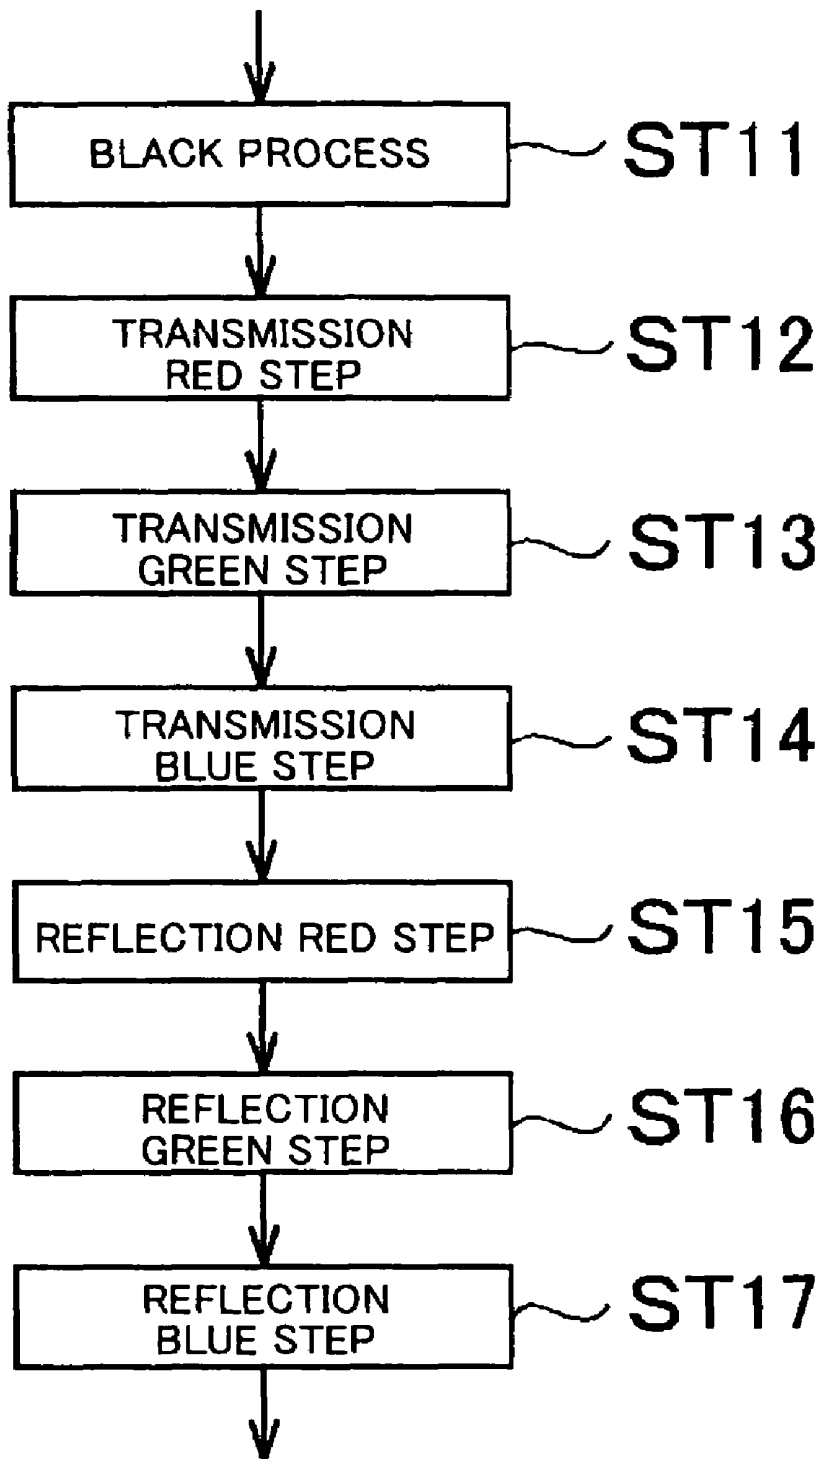 BLACK PROCESS
ST11
TRANSMISSION
RED STEP
ST12
TRANSMISSION
GREEN STEP
ST13
TRANSMISSION
BLUE STEP
ST14
REFLECTION RED STEP
ST15
REFLECTION
GREEN STEP
ST16
REFLECTION
BLUE STEP
ST17